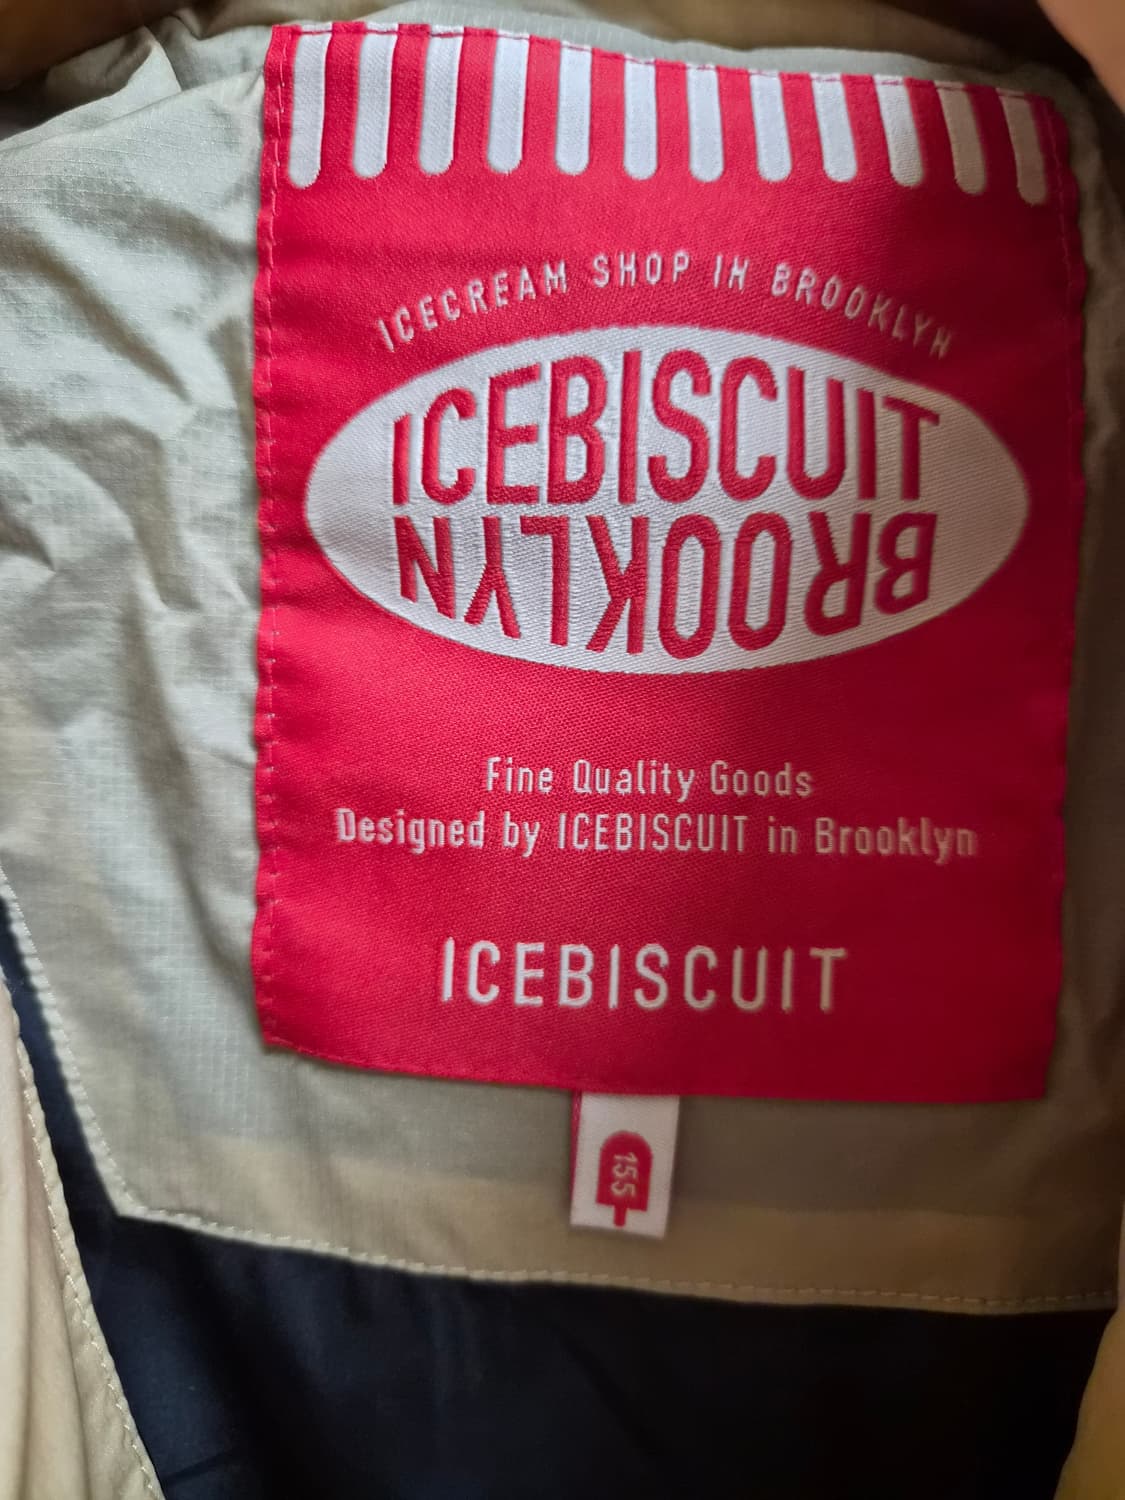 ICECREAM SHOP IN BROOKLYN
ICEBISCUIT
BROOKLYN
Fine Quality Goods
Designed by ICEBISCUIT in Brooklyn
ICEBISCUIT
155